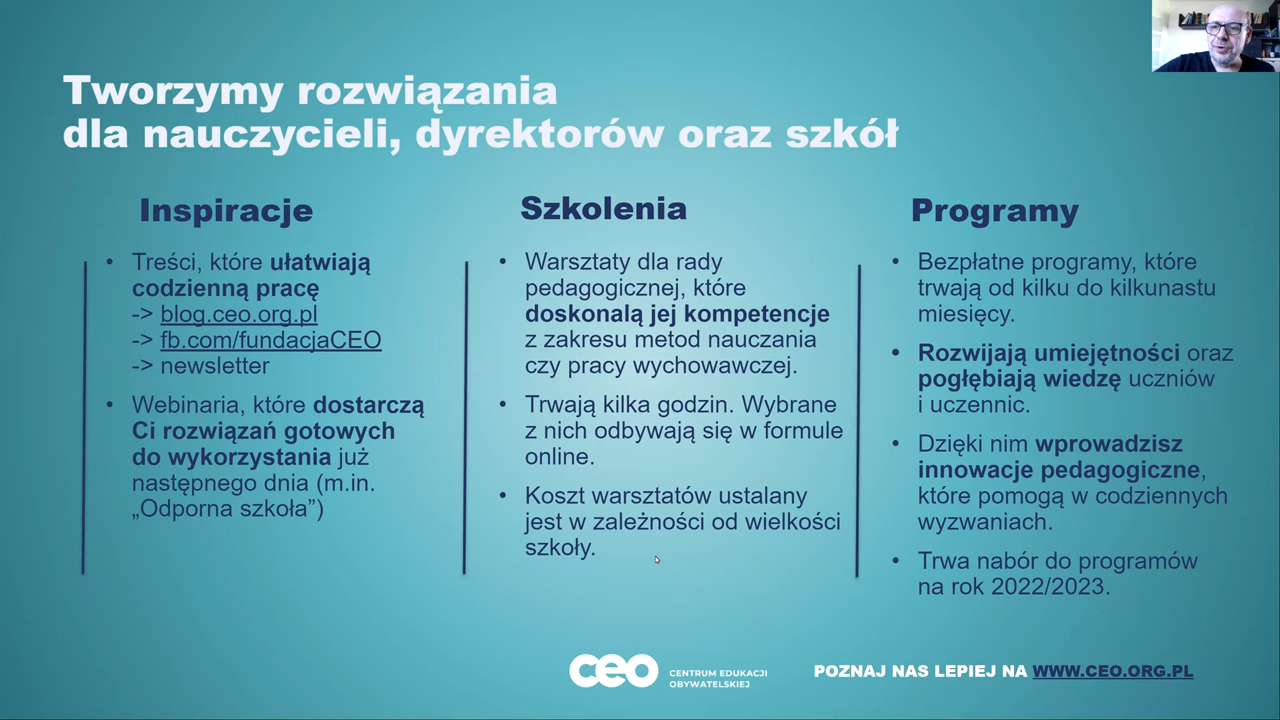 Tworzymy rozwiązania
dla nauczycieli, dyrektorów oraz szkół
Inspiracje
• Treści, które ułatwiają
codzienną pracę
-> blog.ceo.org.pl
-> fb.com/fundacjaCEO
-> newsletter
• Webinaria, które dostarczą
Ci rozwiązań gotowych
do wykorzystania już
następnego dnia (m.in.
„Odporna szkoła”)
Szkolenia
• Warsztaty dla rady
pedagogicznej, które
doskonalą jej kompetencje
z zakresu metod nauczania
czy pracy wychowawczej.
• Trwają kilka godzin. Wybrane
z nich odbywają się w formule
online.
• Koszt warsztatów ustalany
jest w zależności od wielkości
szkoły.
Programy
• Bezpłatne programy, które
trwają od kilku do kilkunastu
miesięcy.
• Rozwijają umiejętności oraz
pogłębiają wiedzę uczniów
i uczennic.
• Dzięki nim wprowadzisz
innowacje pedagogiczne,
które pomogą w codziennych
wyzwaniach.
• Trwa nabór do programów
na rok 2022/2023.
ceo
CENTRUM EDUKACJI
OBYWATELSKIEJ
POZNAJ NAS LEPIEJ NA WWW.CEO.ORG.PL